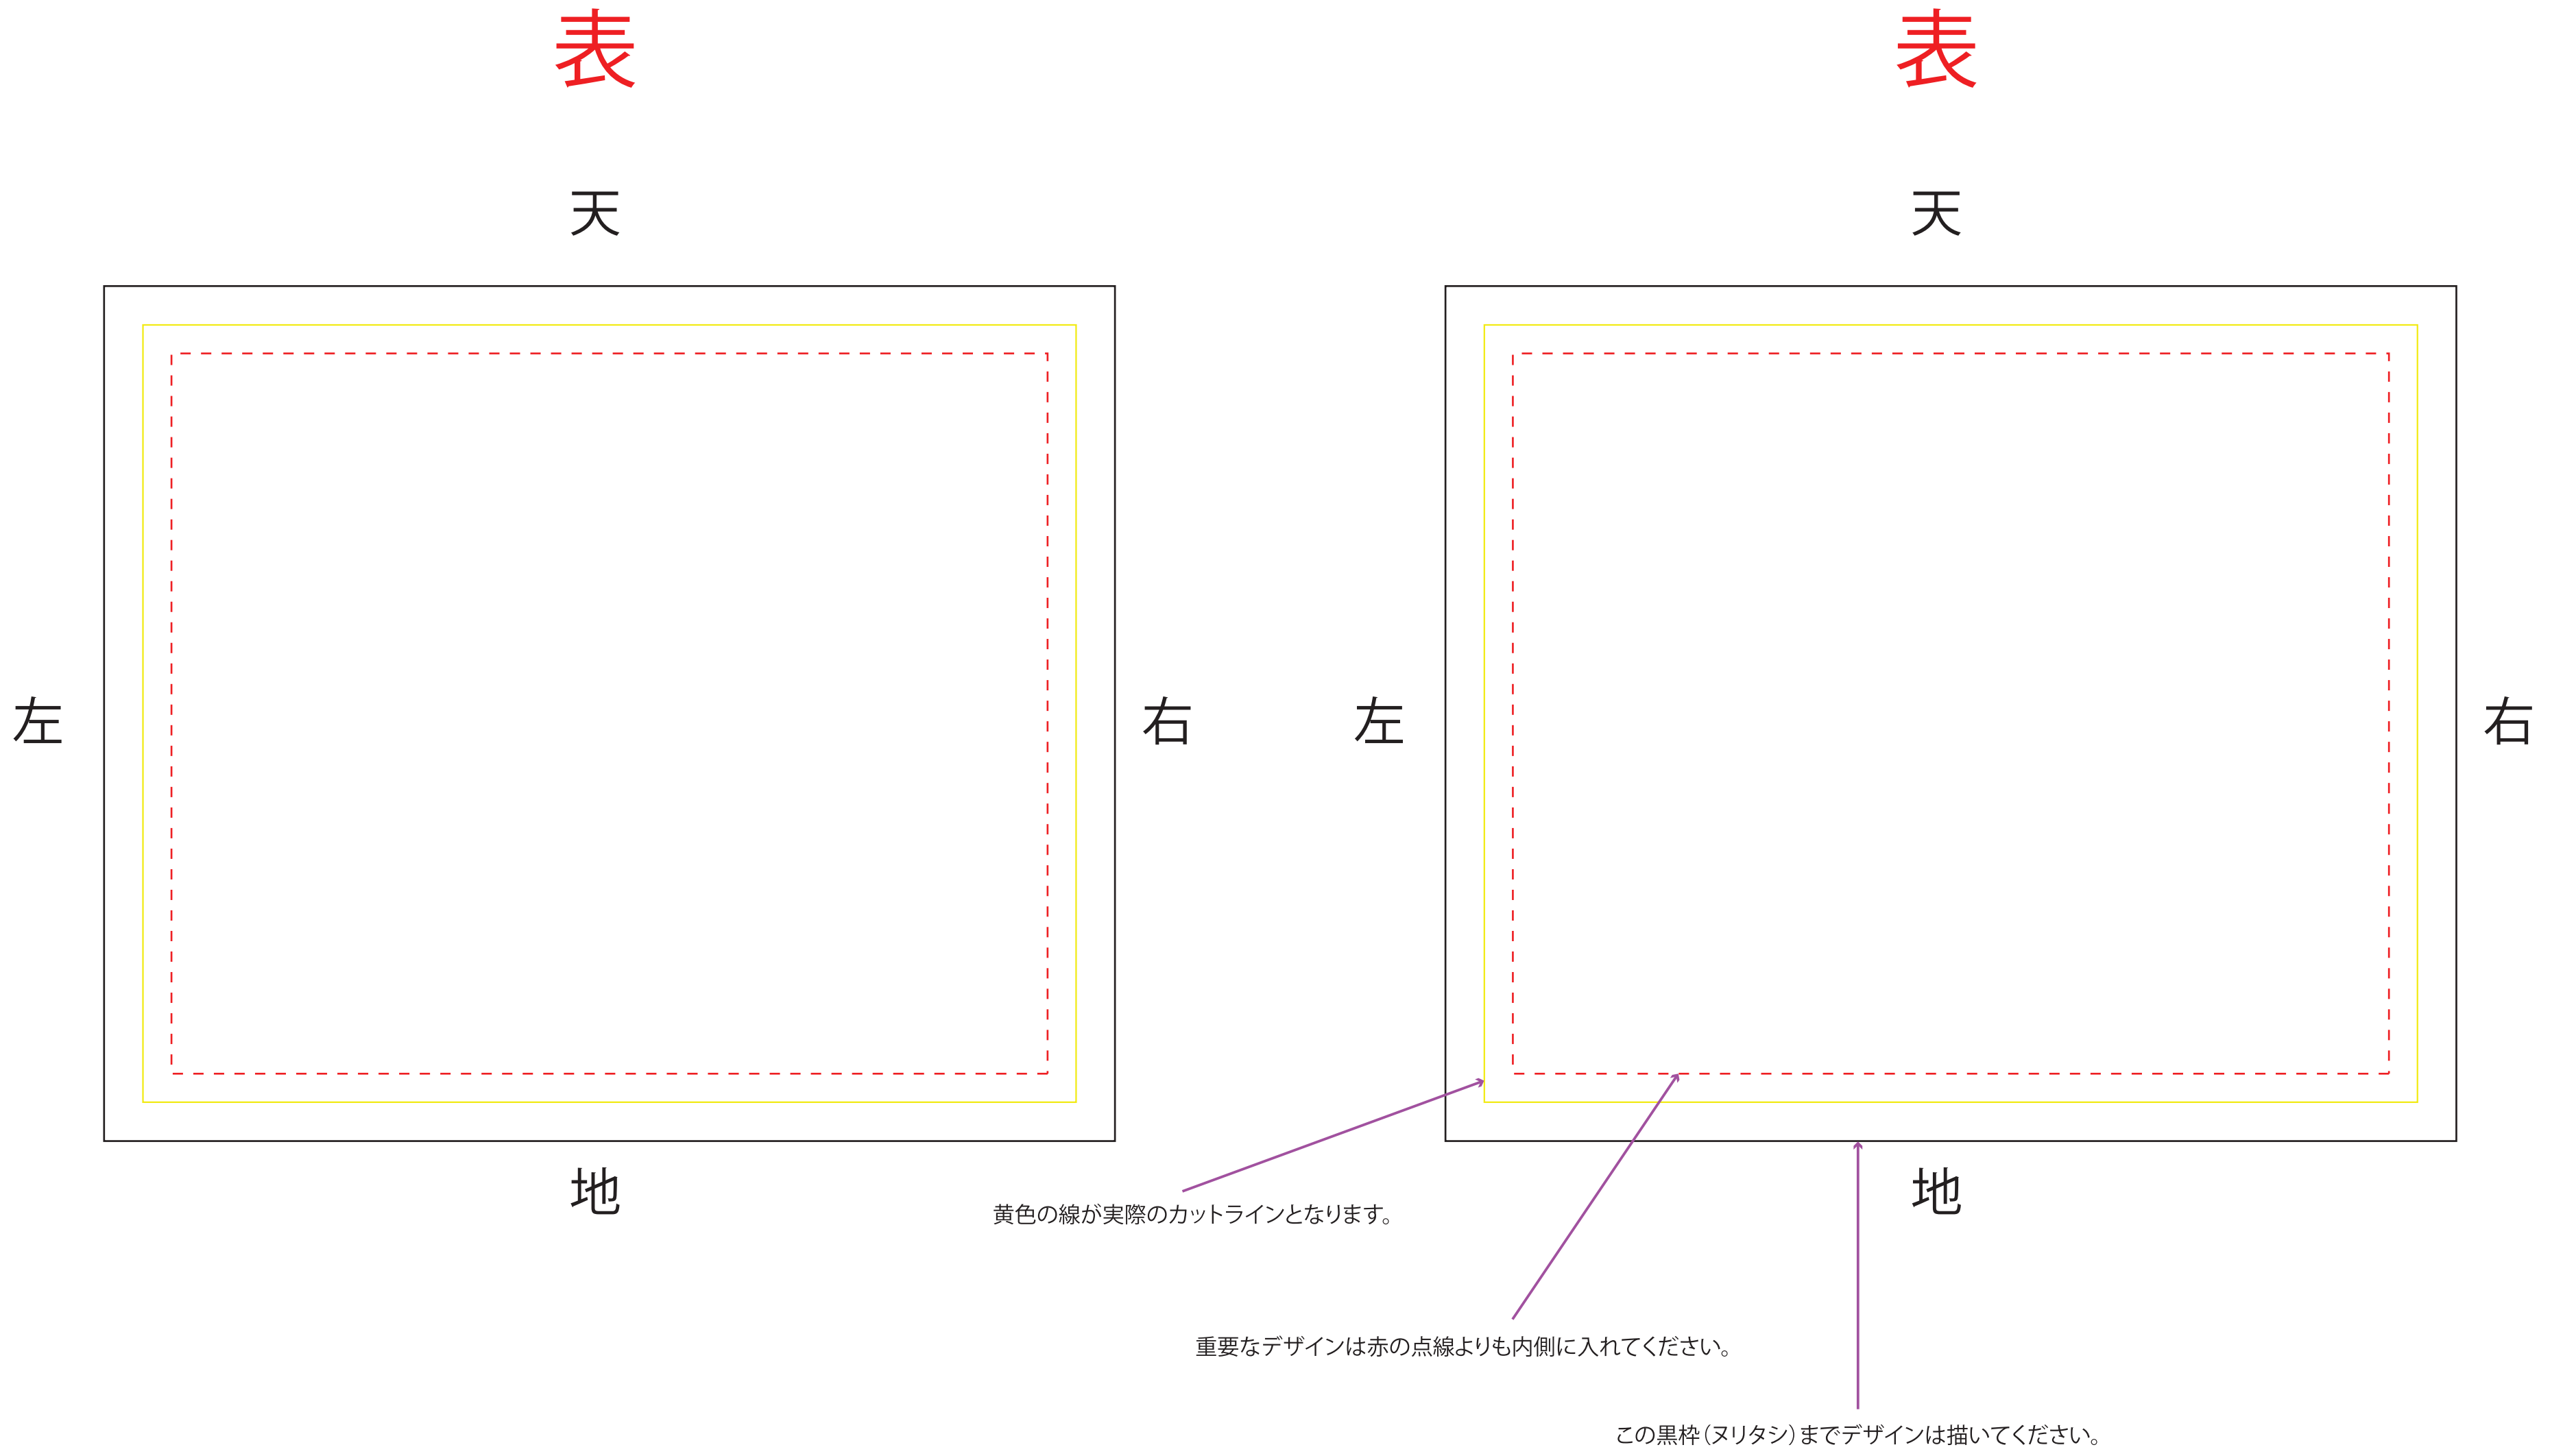 表
表
天
天
左
右
左
右
地
地
黄色の線が実際のカットラインとなります。
重要なデザインは赤の点線よりも内側に入れてください。
この黒枠（ヌリタシ）までデザインは描いてください。